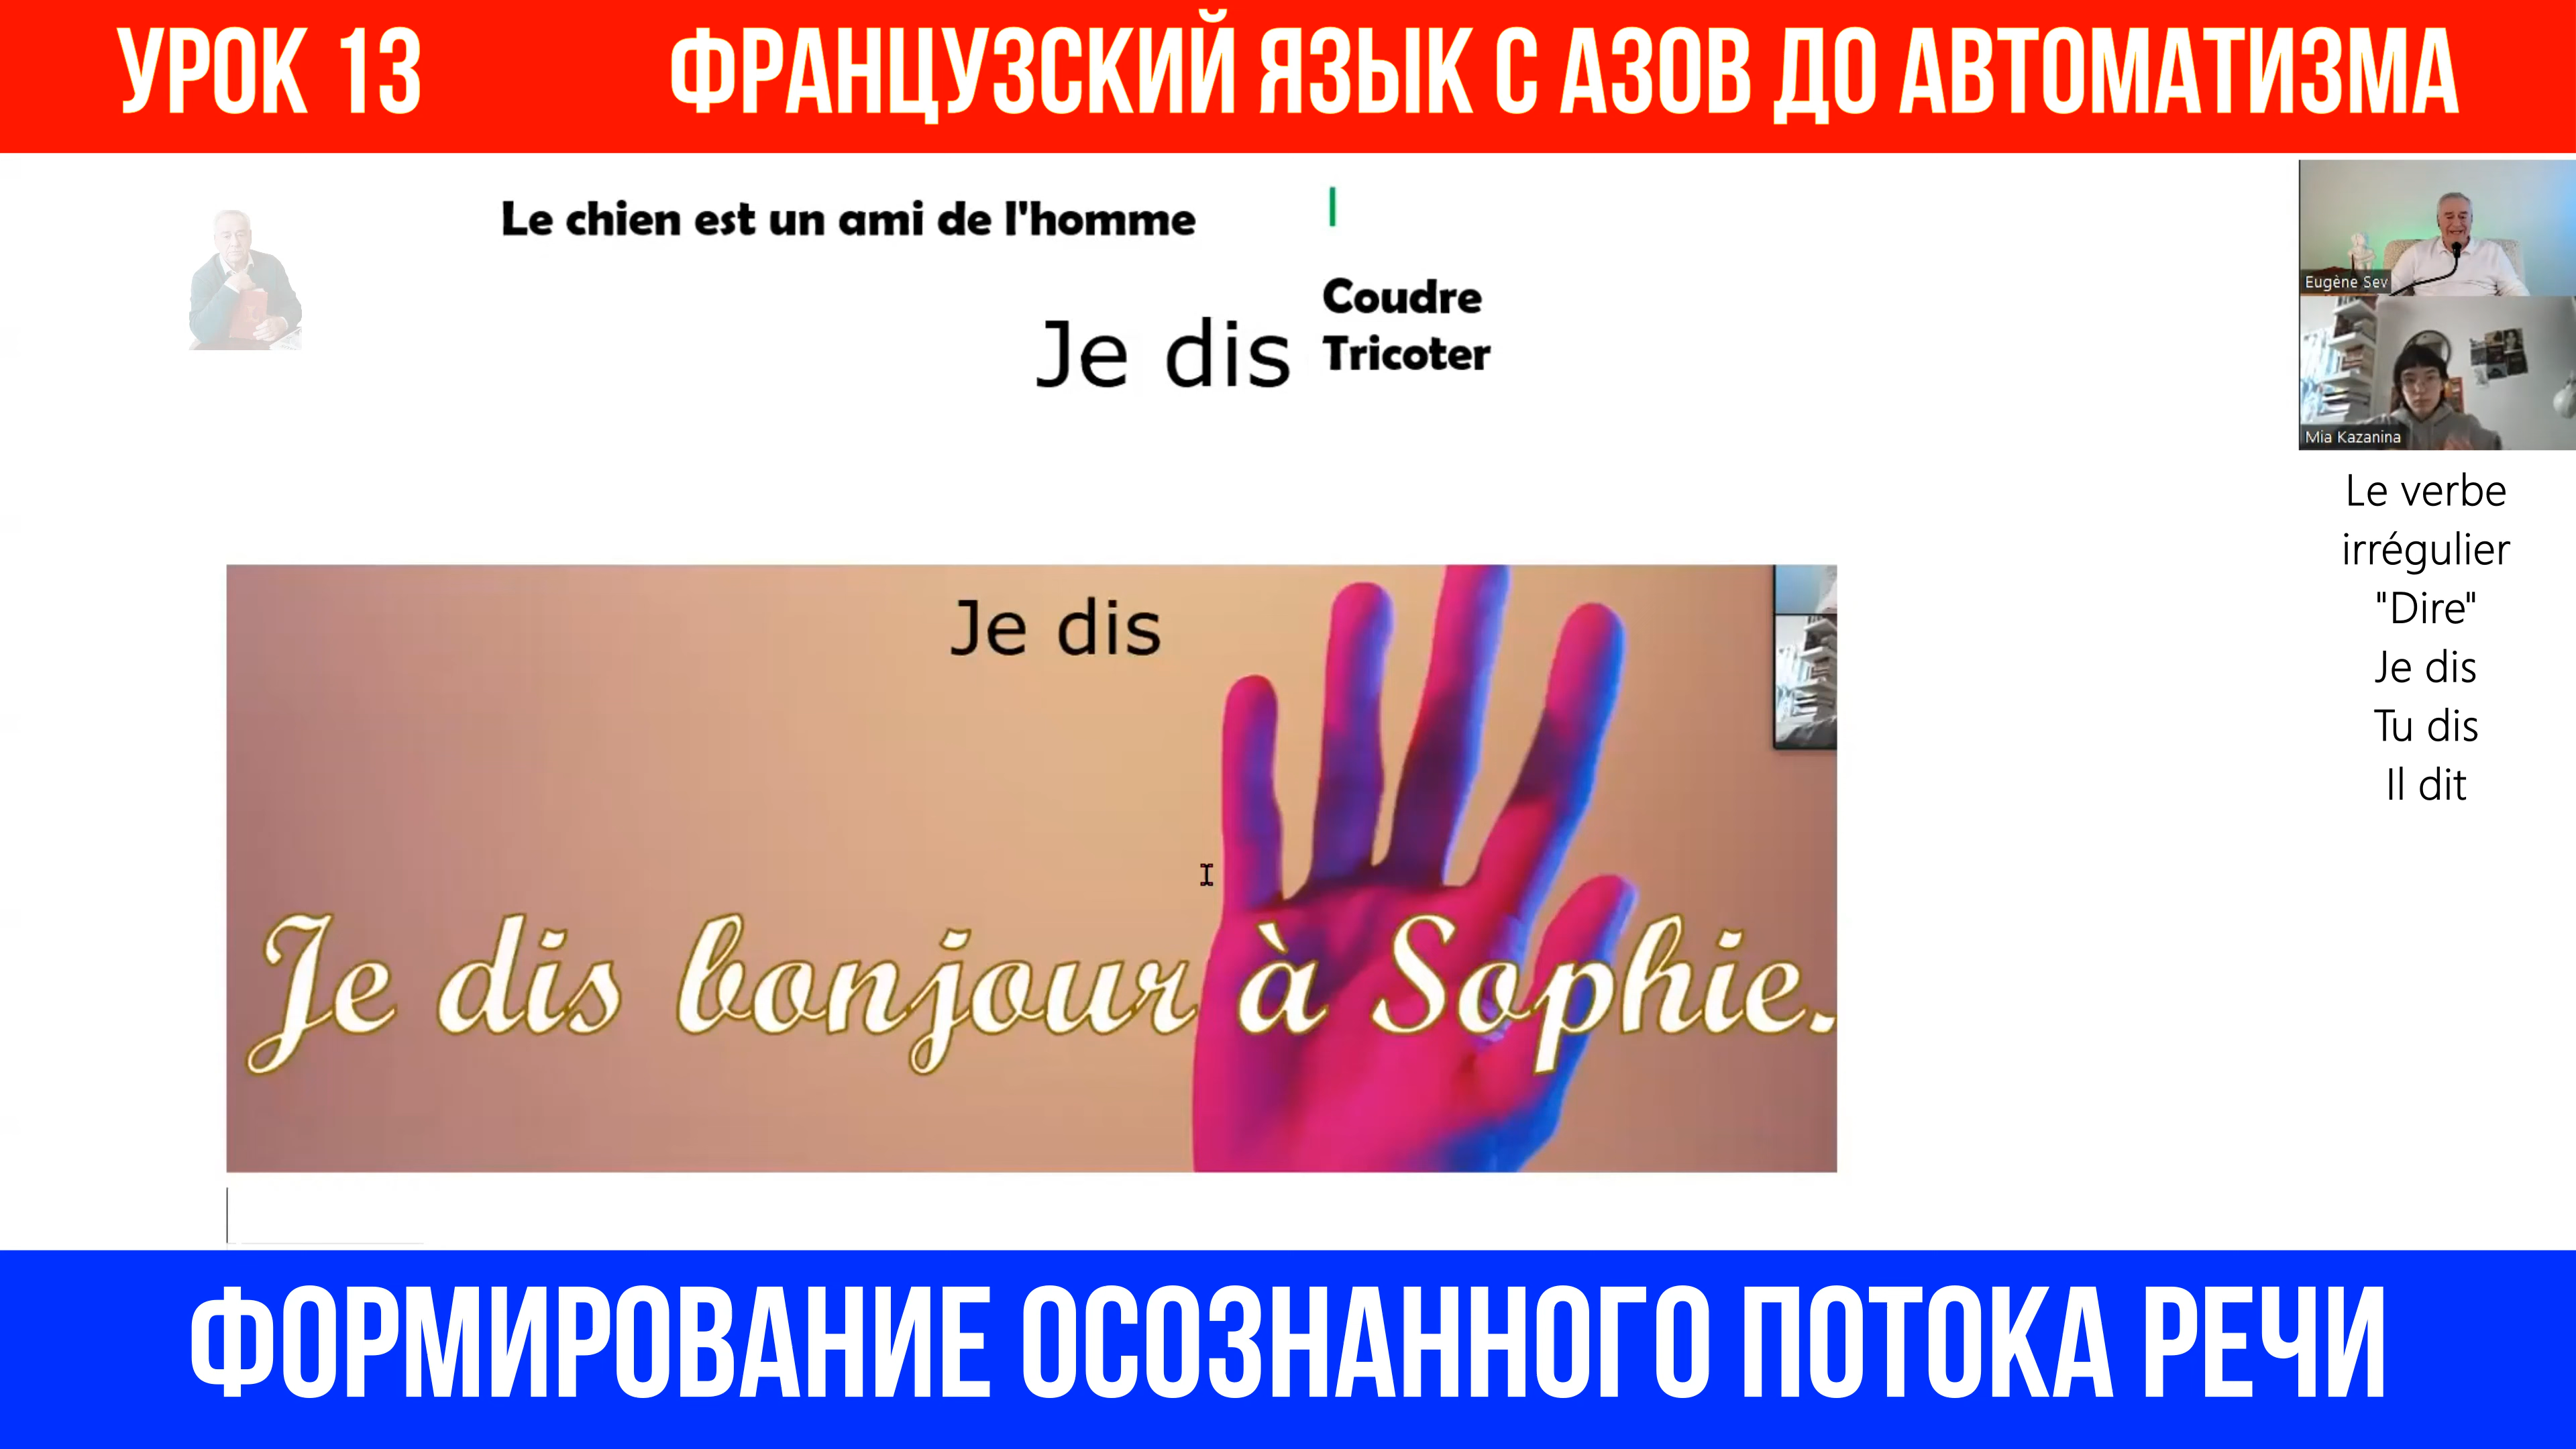 УРОК 13 ФРАНЦУЗСКИЙ ЯЗЫК С АЗОВ ДО АВТОМАТИЗМА
Le chien est un ami de l'homme
Coudre
Je dis Tricoter
Eugène Sev
Mia Kazanina
Le verbe
irrégulier
"Dire"
Je dis
Tu dis
Il dit
Je dis
Je dis bonjour à Sophie.
ФОРМИРОВАНИЕ ОСОЗНАННОГО ПОТОКА РЕЧИ